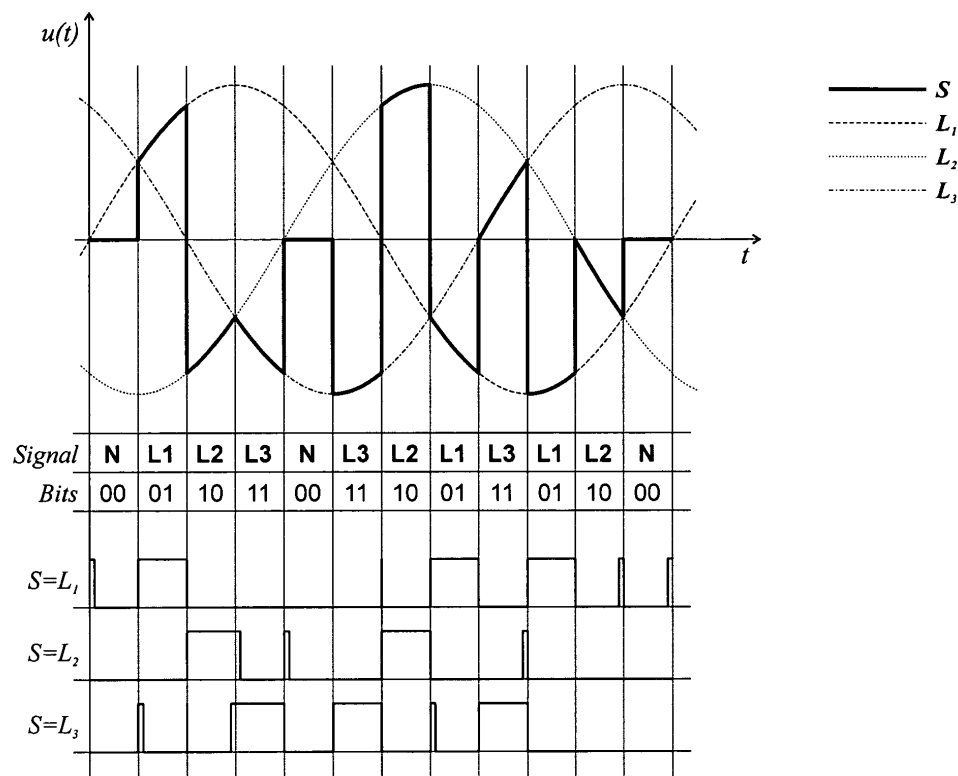 u(t)
S
L1
L2
L3
t
Signal N L1 L2 L3 N L3 L2 L1 L3 L1 L2 N
Bits 00 01 10 11 00 11 10 01 11 01 10 00
S=L1
S=L2
S=L3